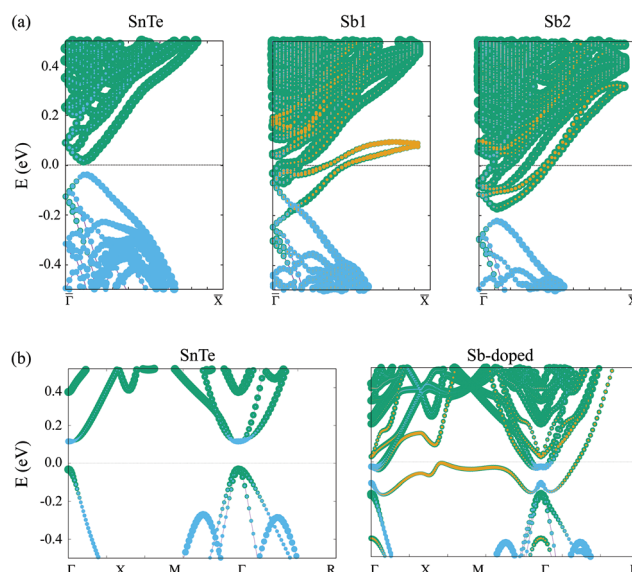 (a)
SnTe
Sb1
Sb2
E (eV)
0.4
0.2
0.0
-0.2
-0.4
Γ̅
X̅
Γ̅
X̅
Γ̅
X̅
(b)
SnTe
Sb-doped
E (eV)
0.4
0.2
0.0
-0.2
-0.4
Γ X M Γ R
Γ X M Γ